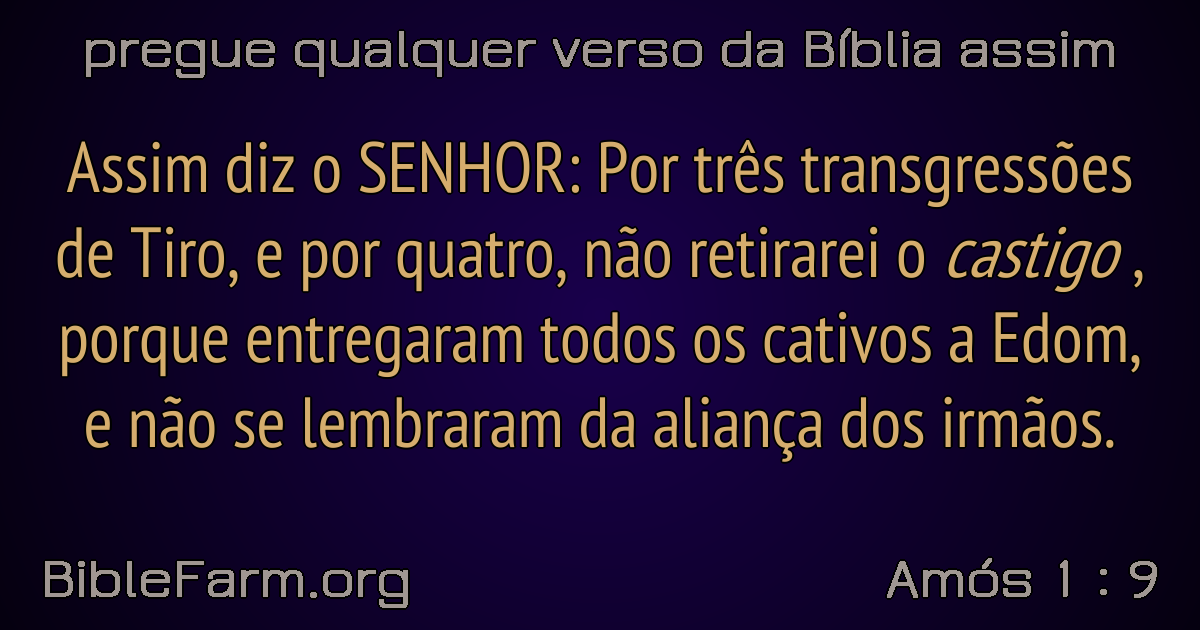 pregue qualquer verso da Bíblia assim
Assim diz o SENHOR: Por três transgressões
de Tiro, e por quatro, não retirarei o castigo ,
porque entregaram todos os cativos a Edom,
e não se lembraram da aliança dos irmãos.
BibleFarm.org
Amós 1 : 9